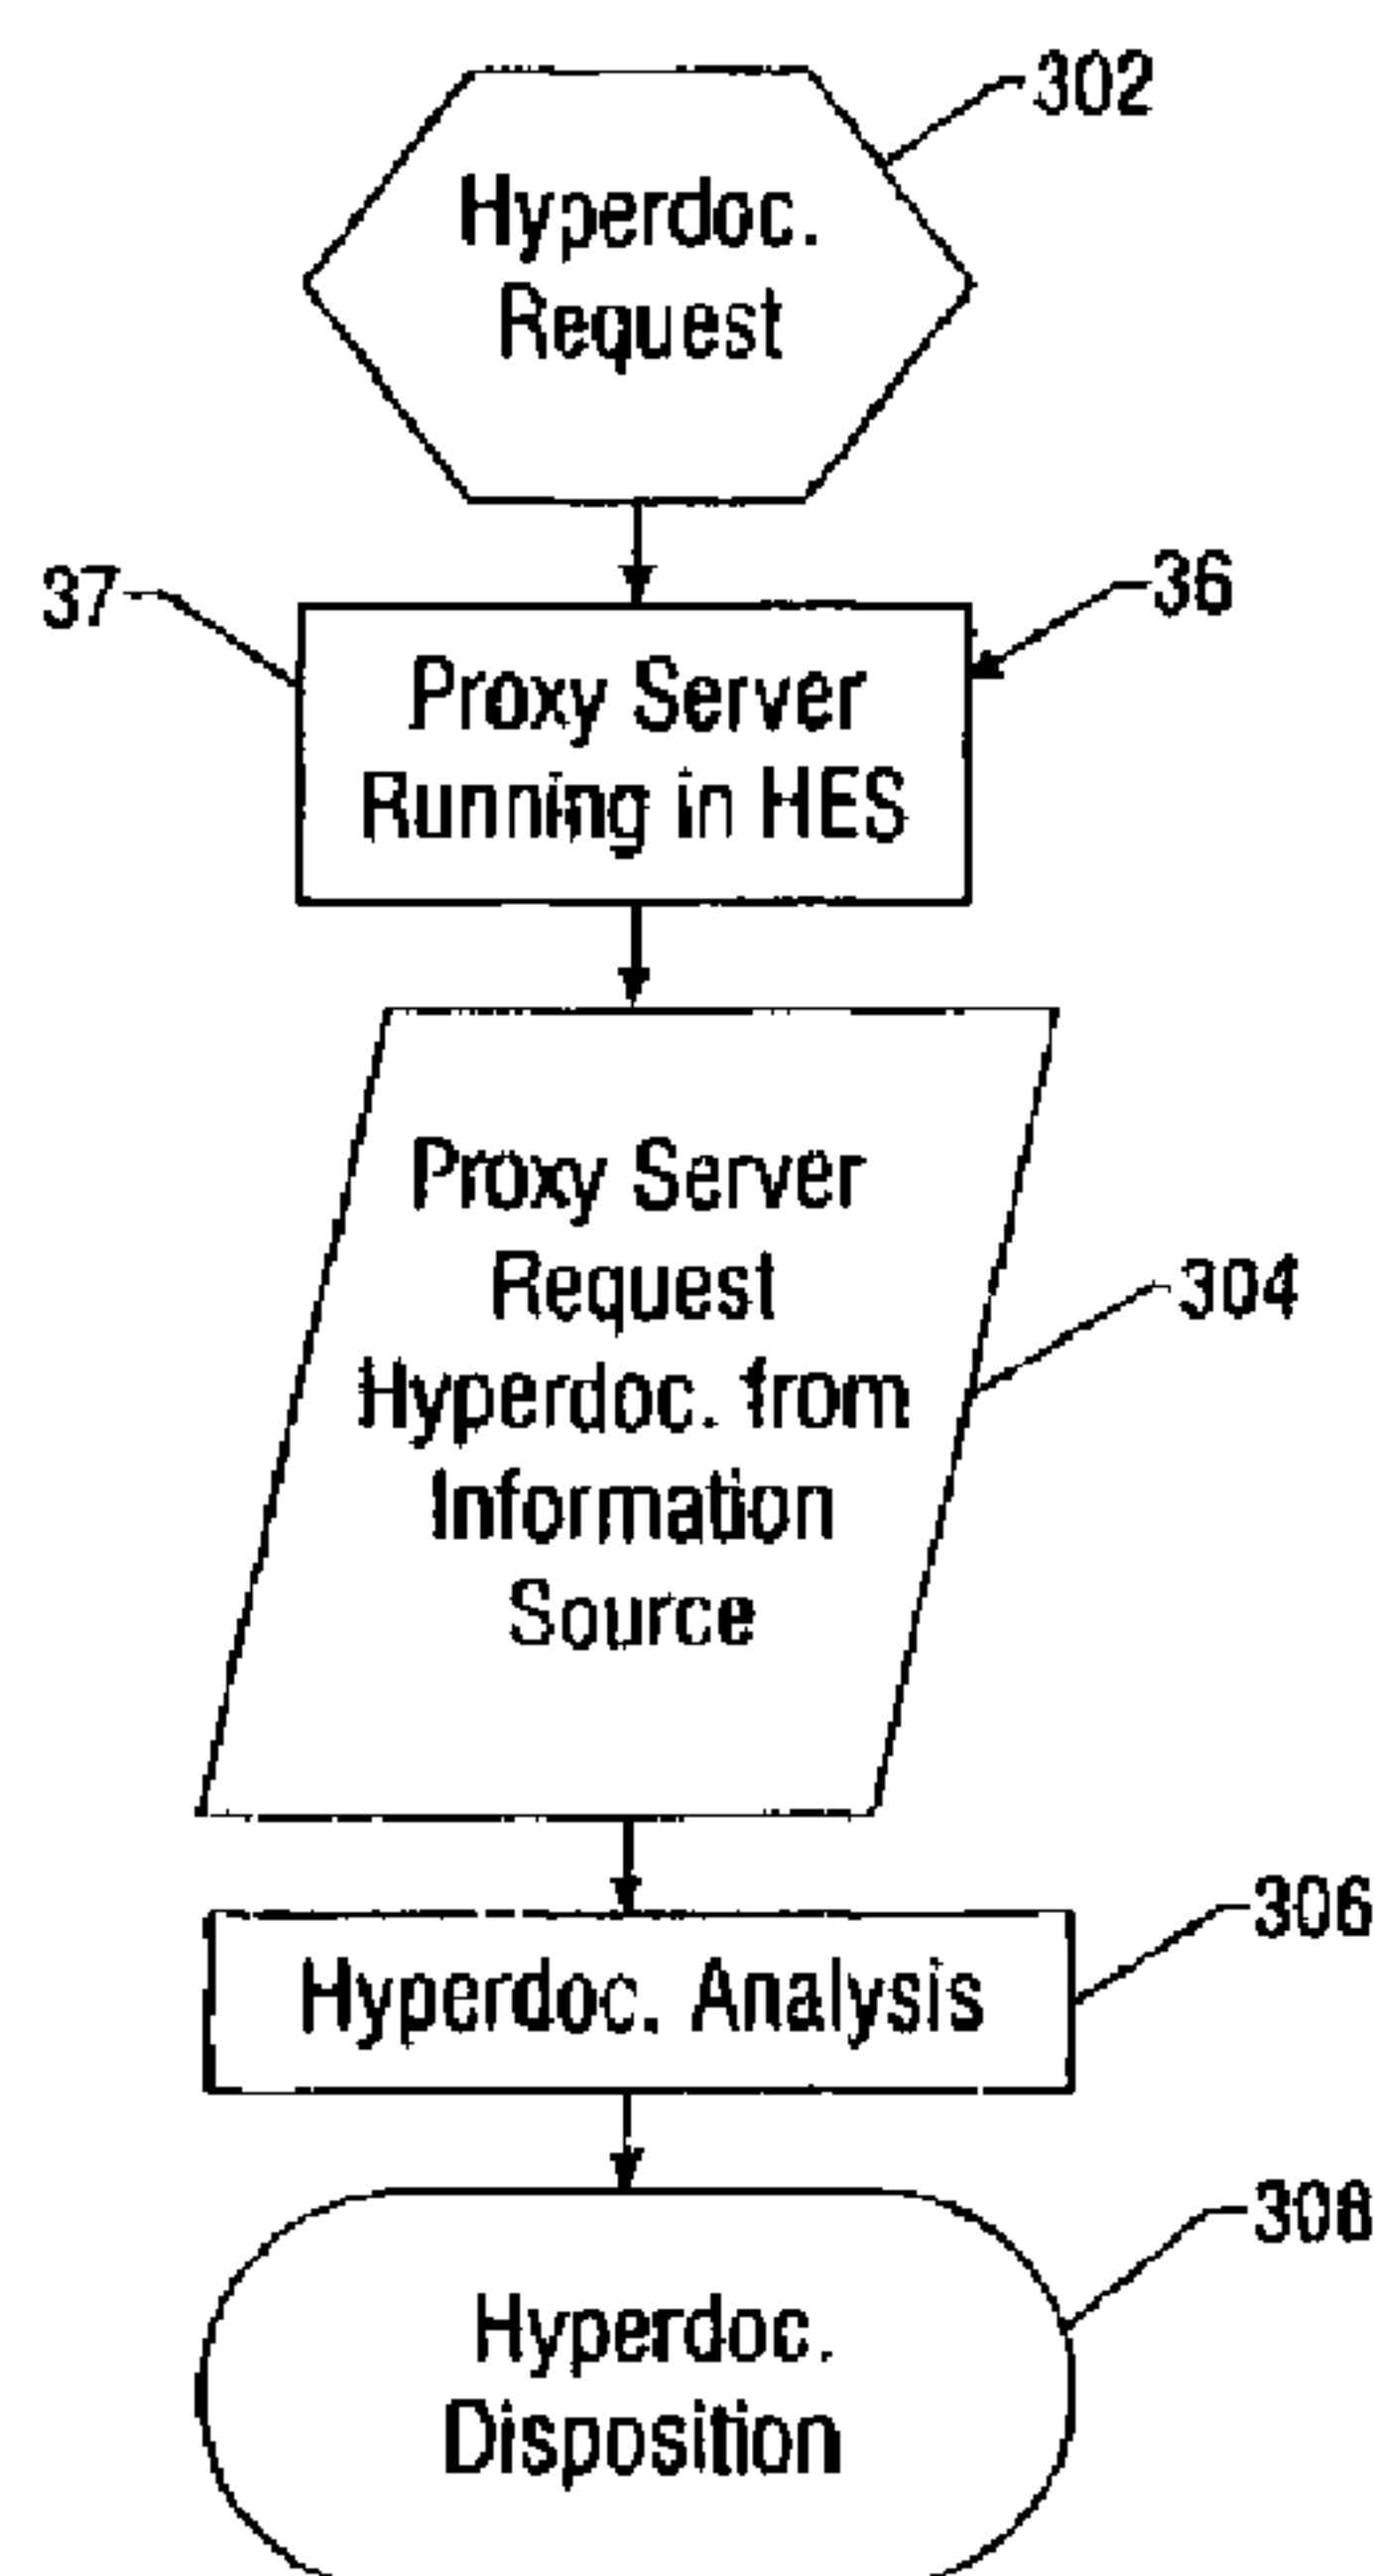 302
Hyperdoc.
Request
37
36
Proxy Server
Running in HES
Proxy Server
Request
Hyperdoc. from
Information
Source
304
306
Hyperdoc. Analysis
308
Hyperdoc.
Disposition